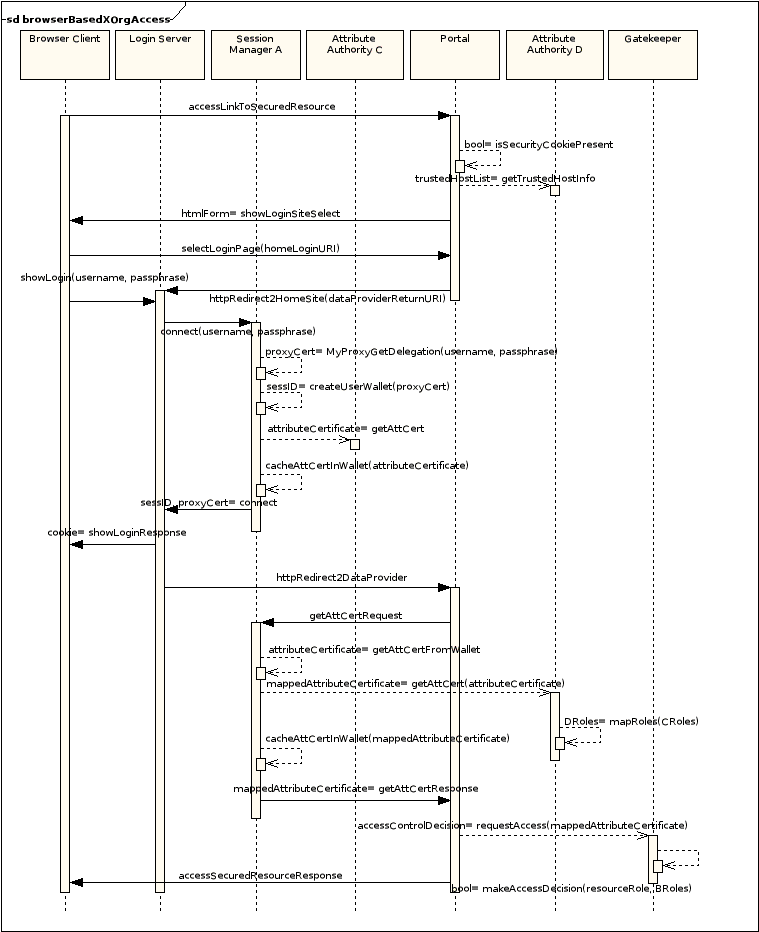 sd browserBasedXOrgAccess
Browser Client
Login Server
Session
Manager A
Attribute
Authority C
Portal
Attribute
Authority D
Gatekeeper
accessLinkToSecuredResource
bool= isSecurityCookiePresent
trustedHostList= getTrustedHostInfo
htmlForm= showLoginSiteSelect
selectLoginPage(homeLoginURI)
showLogin(username, passphrase)
httpRedirect2HomeSite(dataProviderReturnURI)
connect(username, passphrase)
proxyCert= MyProxyGetDelegation(username, passphrase)
sessID= createUserWallet(proxyCert)
attributeCertificate= getAttCert
cacheAttCertInWallet(attributeCertificate)
sessID, proxyCert= connect
cookie= showLoginResponse
httpRedirect2DataProvider
getAttCertRequest
attributeCertificate= getAttCertFromWallet
mappedAttributeCertificate= getAttCert(attributeCertificate)
DRoles= mapRoles(CRoles)
cacheAttCertInWallet(mappedAttributeCertificate)
mappedAttributeCertificate= getAttCertResponse
accessControlDecision= requestAccess(mappedAttributeCertificate)
accessSecuredResourceResponse
bool= makeAccessDecision(resourceRole, BRoles)